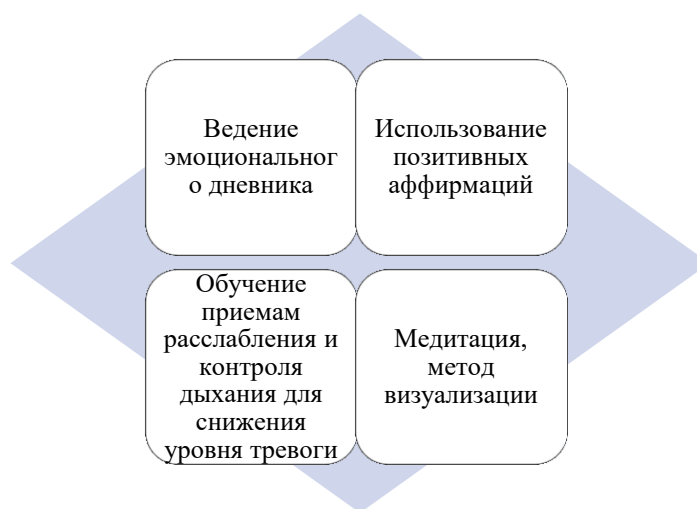 Ведение
эмоциональног
о дневника
Использование
позитивных
аффирмаций
Обучение
приемам
расслабления и
контроля
дыхания для
снижения
уровня тревоги
Медитация,
метод
визуализации